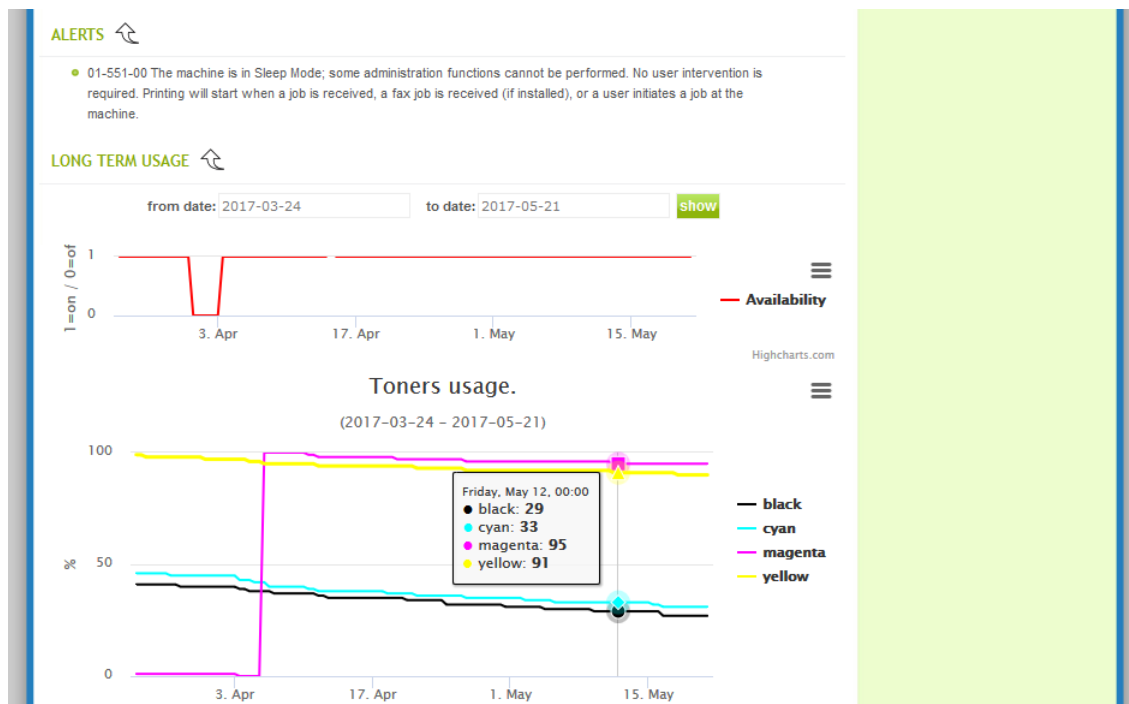 ALERTS
01-551-00 The machine is in Sleep Mode; some administration functions cannot be performed. No user intervention is
required. Printing will start when a job is received, a fax job is received (if installed), or a user initiates a job at the
machine.
LONG TERM USAGE
from date: 2017-03-24 to date: 2017-05-21 show
1=on / 0=of
1
0
3. Apr 17. Apr 1. May 15. May
Availability
Highcharts.com
Toners usage.
(2017-03-24 – 2017-05-21)
%
100
50
0
Friday, May 12, 00:00
black: 29
cyan: 33
magenta: 95
yellow: 91
black
cyan
magenta
yellow
3. Apr 17. Apr 1. May 15. May